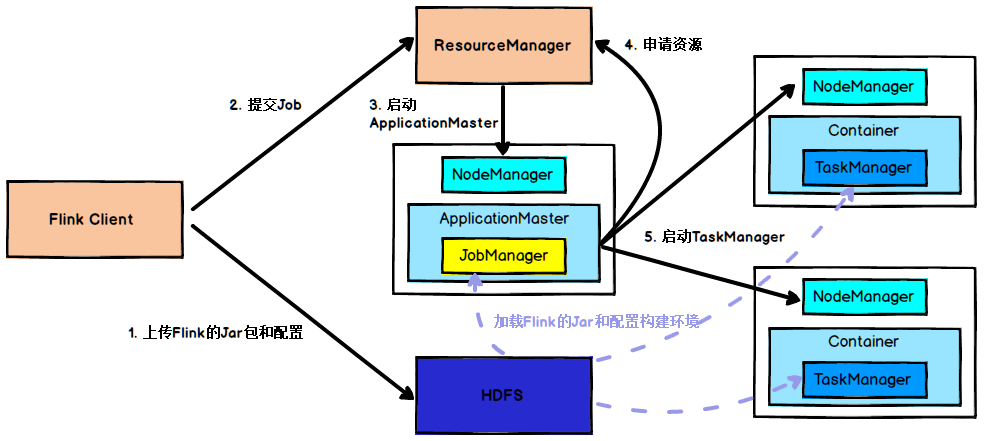 ResourceManager
4. 申请资源
2. 提交Job
3. 启动
ApplicationMaster
NodeManager
Container
TaskManager
NodeManager
ApplicationMaster
JobManager
Flink Client
5. 启动TaskManager
NodeManager
Container
TaskManager
1. 上传Flink的Jar包和配置
加载Flink的Jar和配置构建环境
HDFS